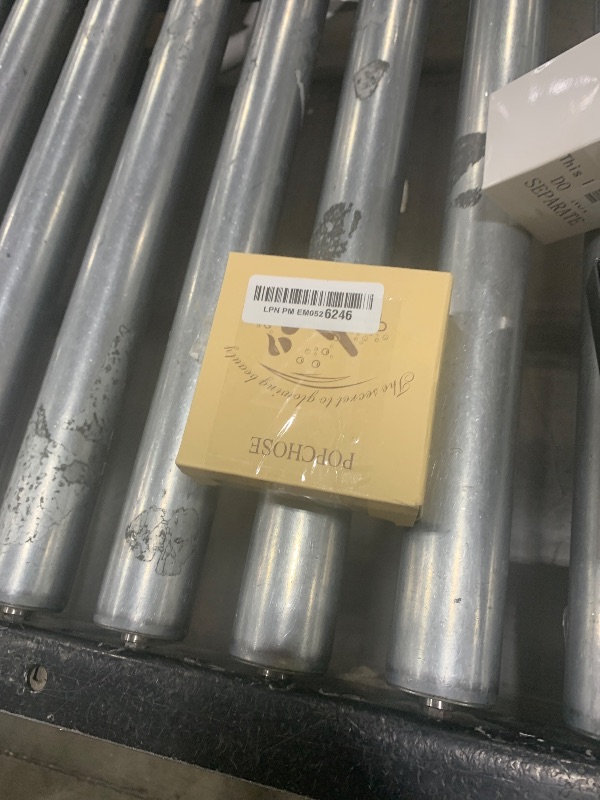 LPN PM EM0526246
POPCHOSE
The secret to glowing beauty
This i
DO
SEPARATE